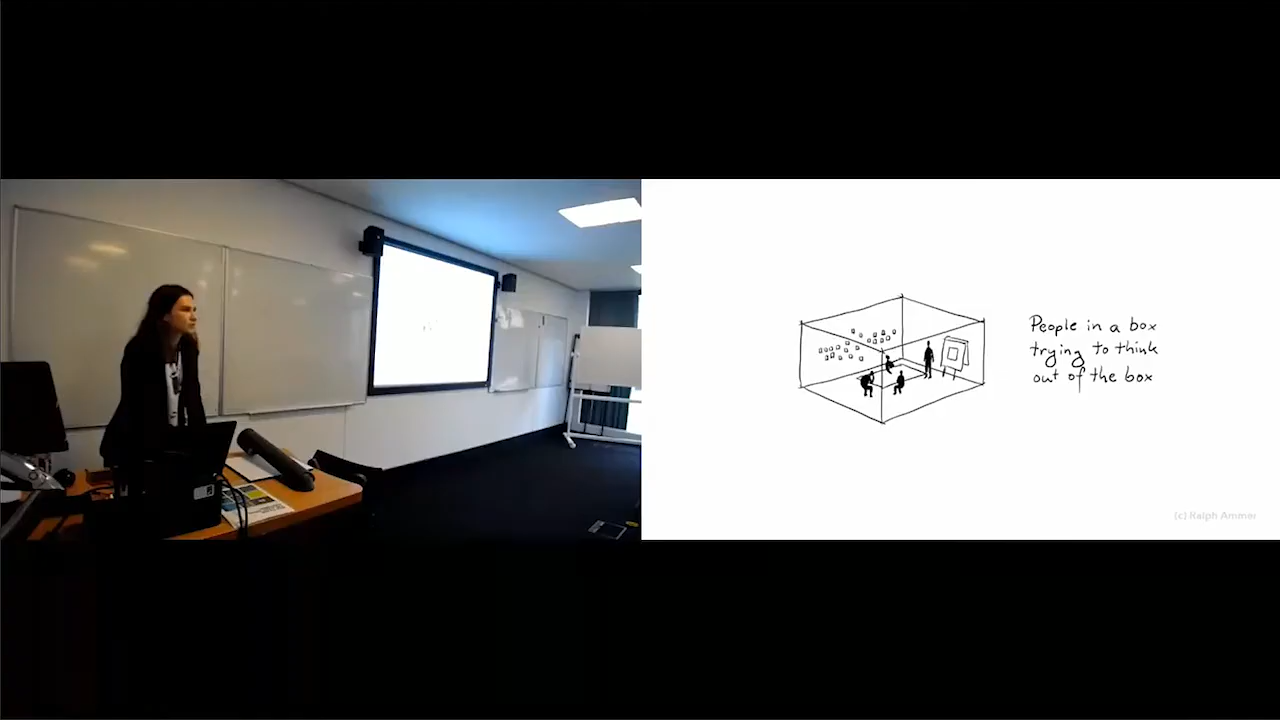 People in a box
trying to think
out of the box
(c) Ralph Ammer